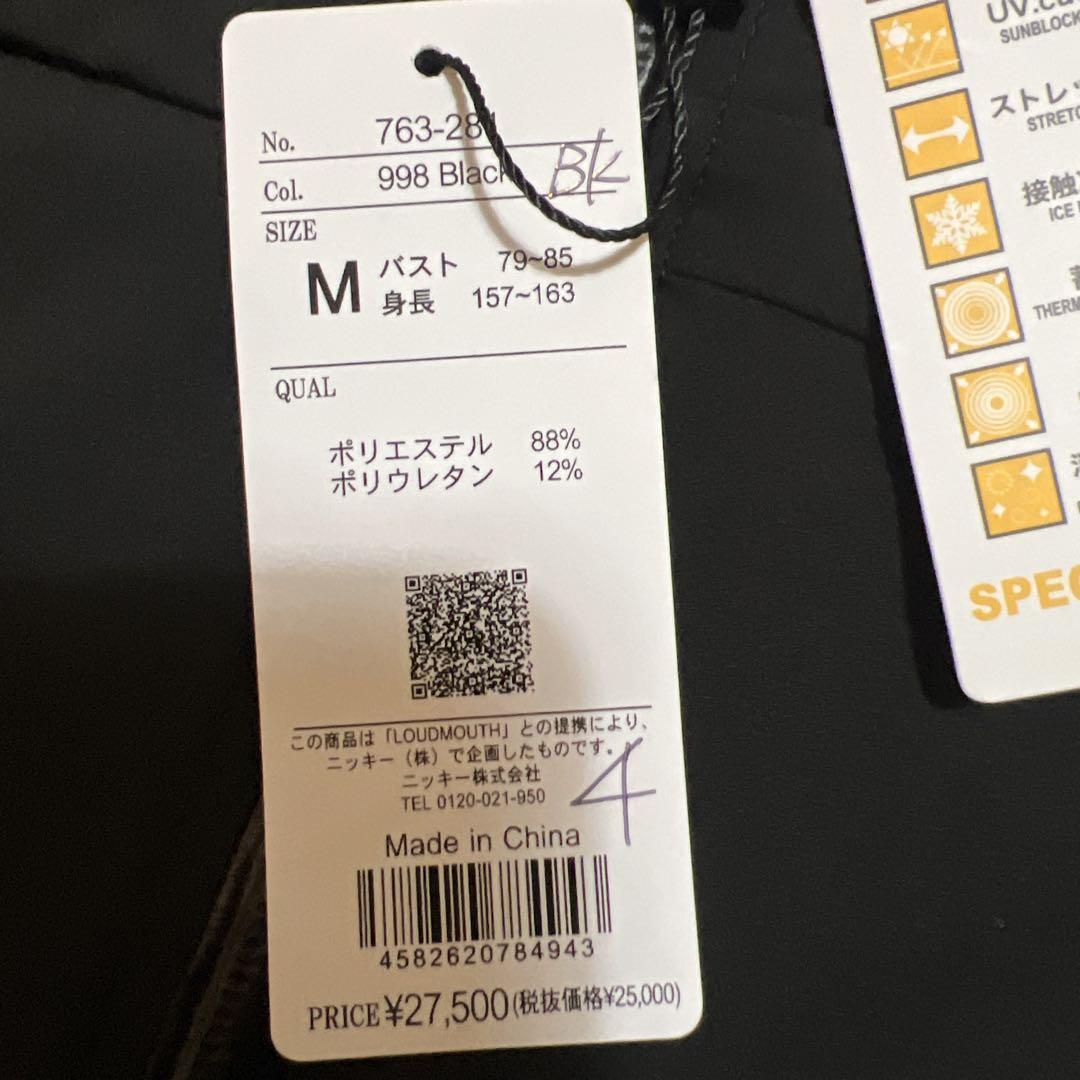 No. 763-28
Col. 998 Black BK
SIZE
M バスト 79~85
身長 157~163
QUAL
ポリエステル 88%
ポリウレタン 12%
この商品は「LOUDMOUTH」との提携により、
ニッキー（株）で企画したものです。
ニッキー株式会社
TEL 0120-021-950
4
Made in China
4582620784943
PRICE ¥27,500(税抜価格¥25,000)
SUNBLOCK
ストレ
接触
ICE
THERM
SPEC